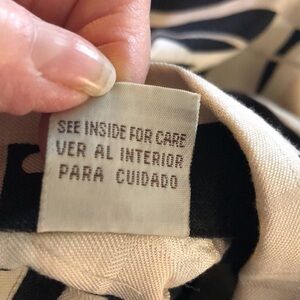 SEE INSIDE FOR CARE
VER AL INTERIOR
PARA CUIDADO